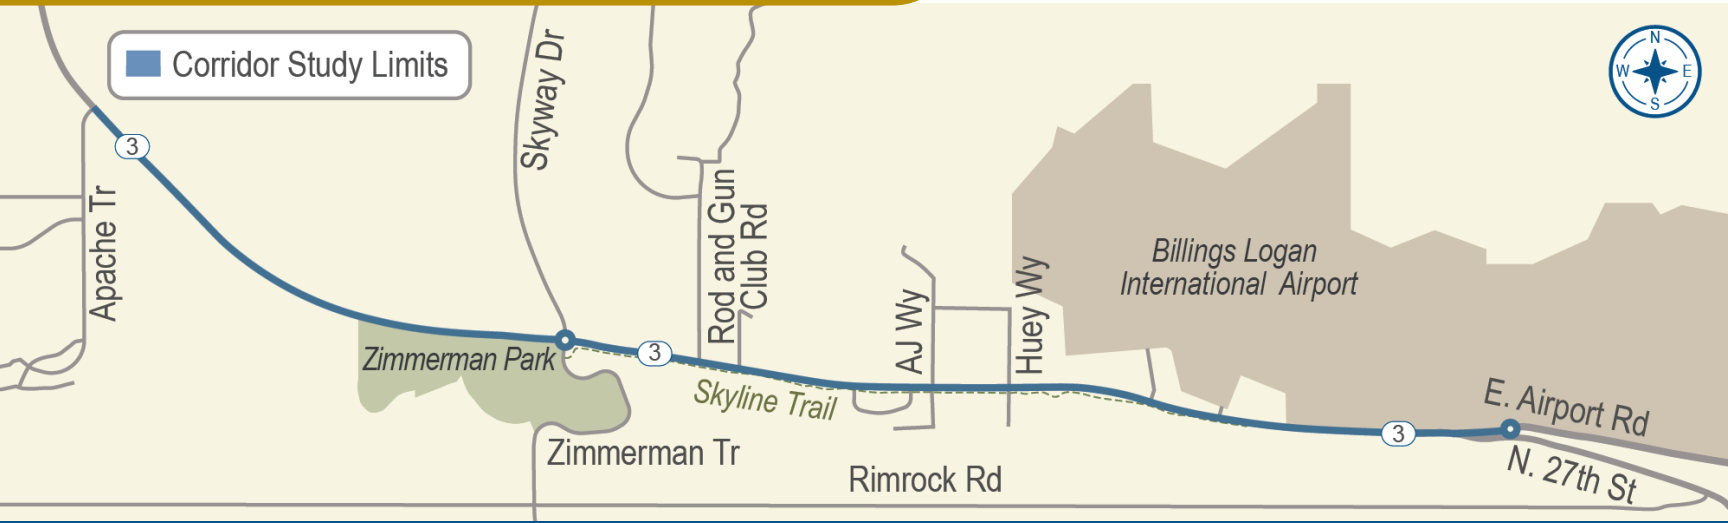 Corridor Study Limits
N
W E
S
3
Apache Tr
Skyway Dr
Rod and Gun
Club Rd
Billings Logan
International Airport
AJ Wy
Huey Wy
Zimmerman Park
3
Skyline Trail
E. Airport Rd
3
N. 27th St
Zimmerman Tr
Rimrock Rd